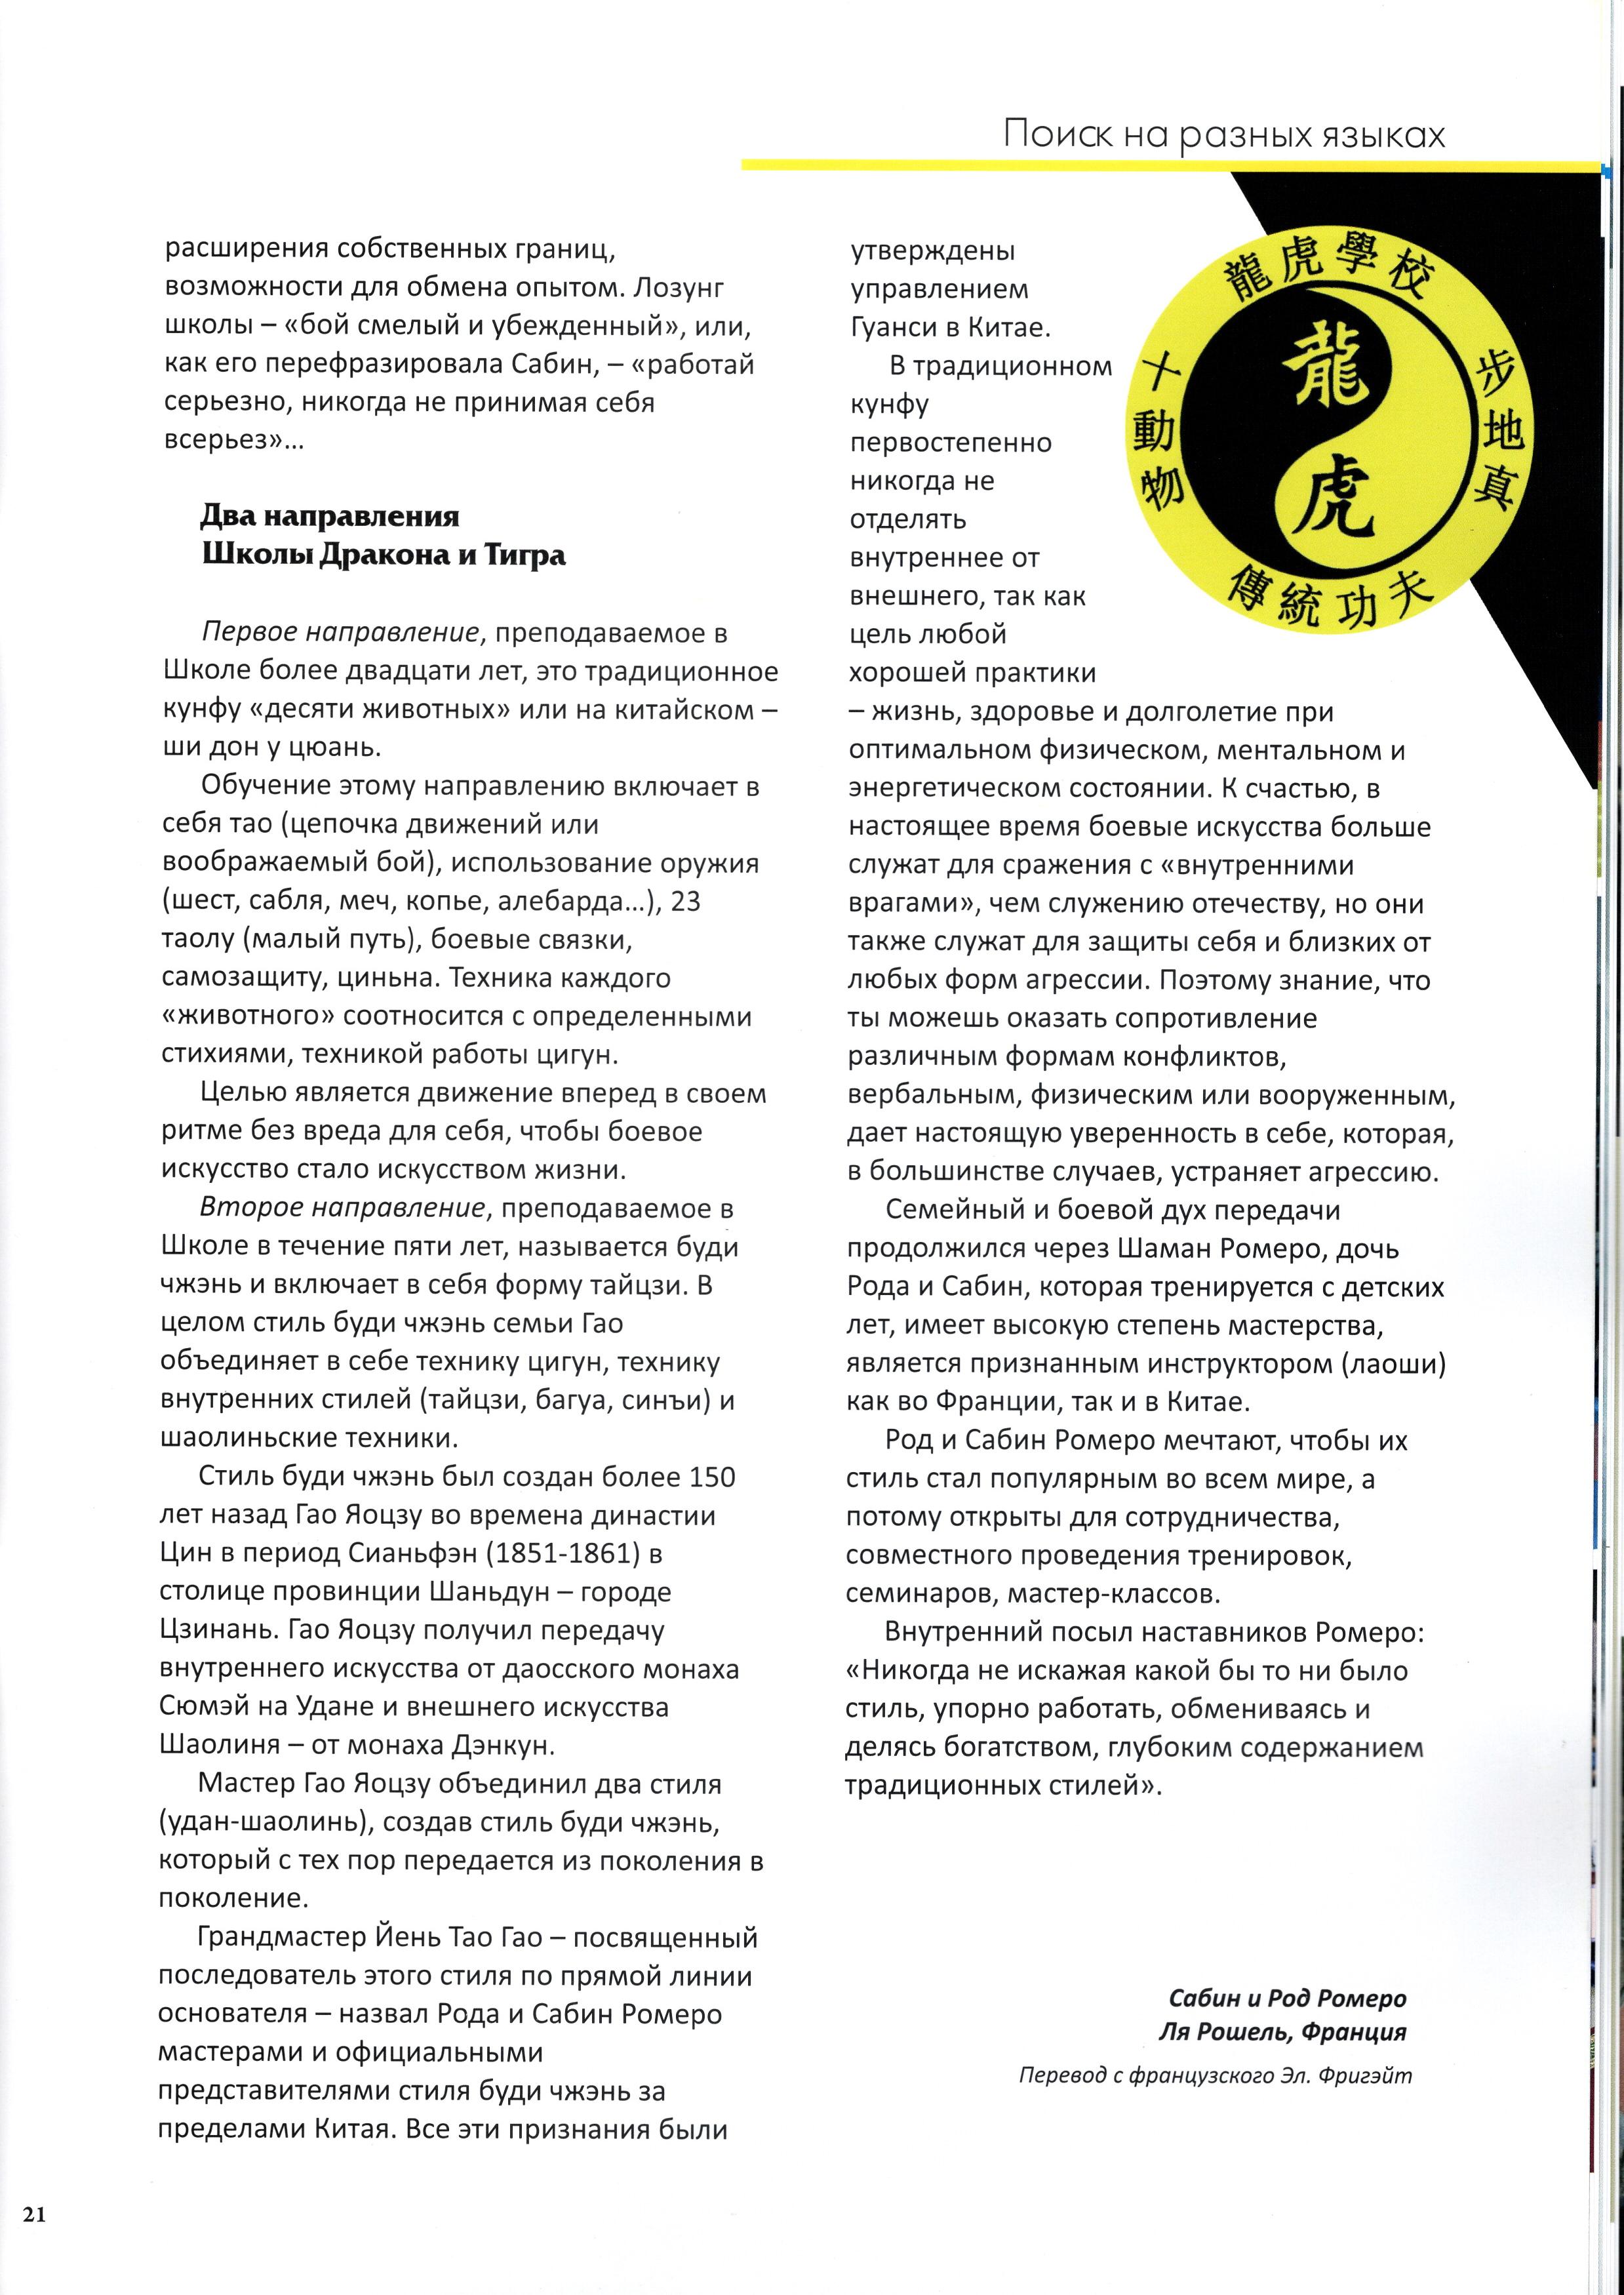 Поиск на разных языках
расширения собственных границ,
возможности для обмена опытом. Лозунг
школы – «бой смелый и убежденный», или,
как его перефразировала Сабин, – «работай
серьезно, никогда не принимая себя
всерьез»...
Два направления
Школы Дракона и Тигра
Первое направление, преподаваемое в
Школе более двадцати лет, это традиционное
кунфу «десяти животных» или на китайском –
ши дон у цюань.
Обучение этому направлению включает в
себя тао (цепочка движений или
воображаемый бой), использование оружия
(шест, сабля, меч, копье, алебарда...), 23
таолу (малый путь), боевые связки,
самозащиту, циньна. Техника каждого
«животного» соотносится с определенными
стихиями, техникой работы цигун.
Целью является движение вперед в своем
ритме без вреда для себя, чтобы боевое
искусство стало искусством жизни.
Второе направление, преподаваемое в
Школе в течение пяти лет, называется буди
чжэнь и включает в себя форму тайцзи. В
целом стиль буди чжэнь семьи Гао
объединяет в себе технику цигун, технику
внутренних стилей (тайцзи, багуа, синъи) и
шаолиньские техники.
Стиль буди чжэнь был создан более 150
лет назад Гао Яоцзу во времена династии
Цин в период Сианьфэн (1851-1861) в
столице провинции Шаньдун – городе
Цзинань. Гао Яоцзу получил передачу
внутреннего искусства от даосского монаха
Сюмэй на Удане и внешнего искусства
Шаолиня – от монаха Дэнкун.
Мастер Гао Яоцзу объединил два стиля
(удан-шаолинь), создав стиль буди чжэнь,
который с тех пор передается из поколения в
поколение.
Грандмастер Йень Тао Гао – посвященный
последователь этого стиля по прямой линии
основателя – назвал Рода и Сабин Ромеро
мастерами и официальными
представителями стиля буди чжэнь за
пределами Китая. Все эти признания были
утверждены
управлением
Гуанси в Китае.
В традиционном
кунфу
первостепенно
никогда не
отделять
внутреннее от
внешнего, так как
цель любой
хорошей практики
– жизнь, здоровье и долголетие при
оптимальном физическом, ментальном и
энергетическом состоянии. К счастью, в
настоящее время боевые искусства больше
служат для сражения с «внутренними
врагами», чем служению отечеству, но они
также служат для защиты себя и близких от
любых форм агрессии. Поэтому знание, что
ты можешь оказать сопротивление
различным формам конфликтов,
вербальным, физическим или вооруженным,
дает настоящую уверенность в себе, которая,
в большинстве случаев, устраняет агрессию.
Семейный и боевой дух передачи
продолжился через Шаман Ромеро, дочь
Рода и Сабин, которая тренируется с детских
лет, имеет высокую степень мастерства,
является признанным инструктором (лаоши)
как во Франции, так и в Китае.
Род и Сабин Ромеро мечтают, чтобы их
стиль стал популярным во всем мире, а
потому открыты для сотрудничества,
совместного проведения тренировок,
семинаров, мастер-классов.
Внутренний посыл наставников Ромеро:
«Никогда не искажая какой бы то ни было
стиль, упорно работать, обмениваясь и
делясь богатством, глубоким содержанием
традиционных стилей».
龍虎學校
十動物
步地真
龍
虎
傳統功夫
Сабин и Род Ромеро
Ля Рошель, Франция
Перевод с французского Эл. Фригэйт
21